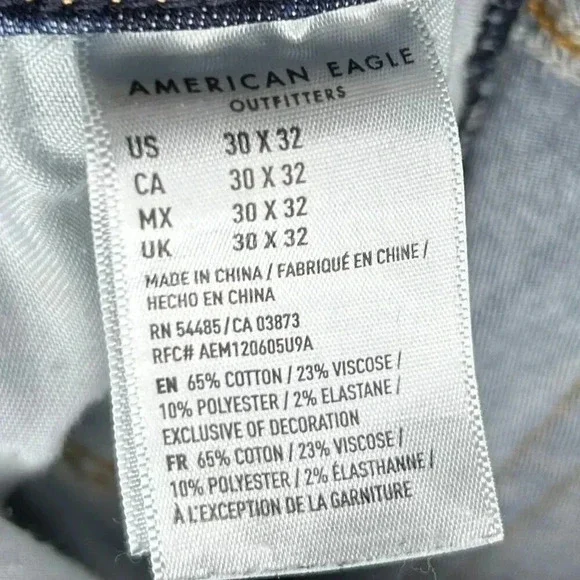 AMERICAN EAGLE
OUTFITTERS
US 30 X 32
CA 30 X 32
MX 30 X 32
UK 30 X 32
MADE IN CHINA / FABRIQUÉ EN CHINE /
HECHO EN CHINA
RN 54485/CA 03873
RFC# AEM120605U9A
EN 65% COTTON / 23% VISCOSE /
10% POLYESTER / 2% ELASTANE /
EXCLUSIVE OF DECORATION
FR 65% COTON / 23% VISCOSE /
10% POLYESTER / 2% ÉLASTHANNE /
À L'EXCEPTION DE LA GARNITURE